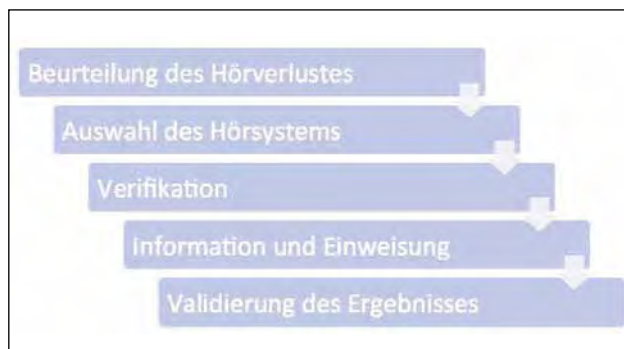 Beurteilung des Hörverlustes
Auswahl des Hörsystems
Verifikation
Information und Einweisung
Validierung des Ergebnisses